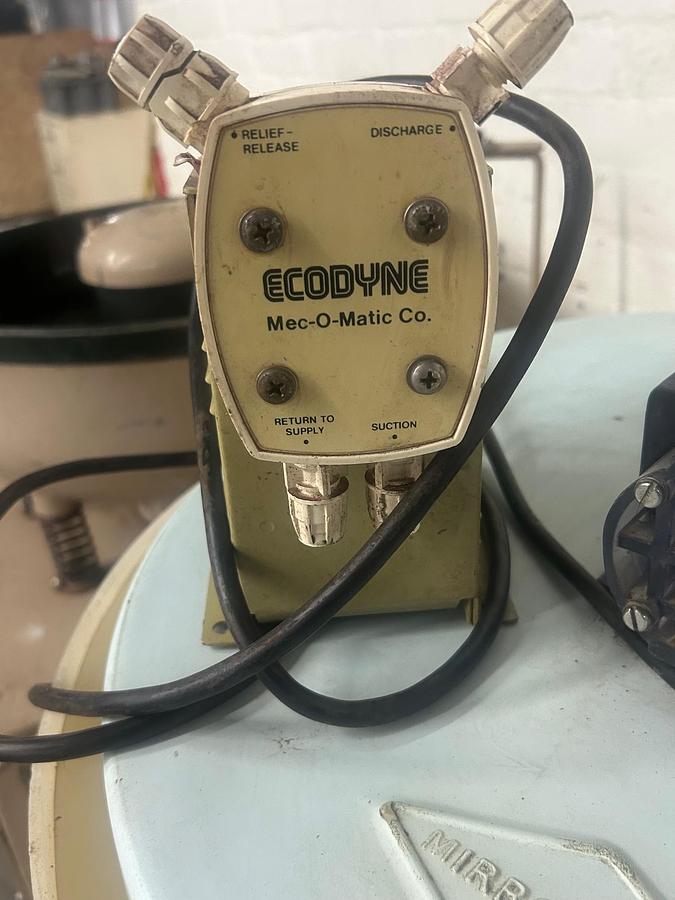 RELIEF-
RELEASE
DISCHARGE
ECODYNE
Mec-O-Matic Co.
RETURN TO
SUPPLY
SUCTION